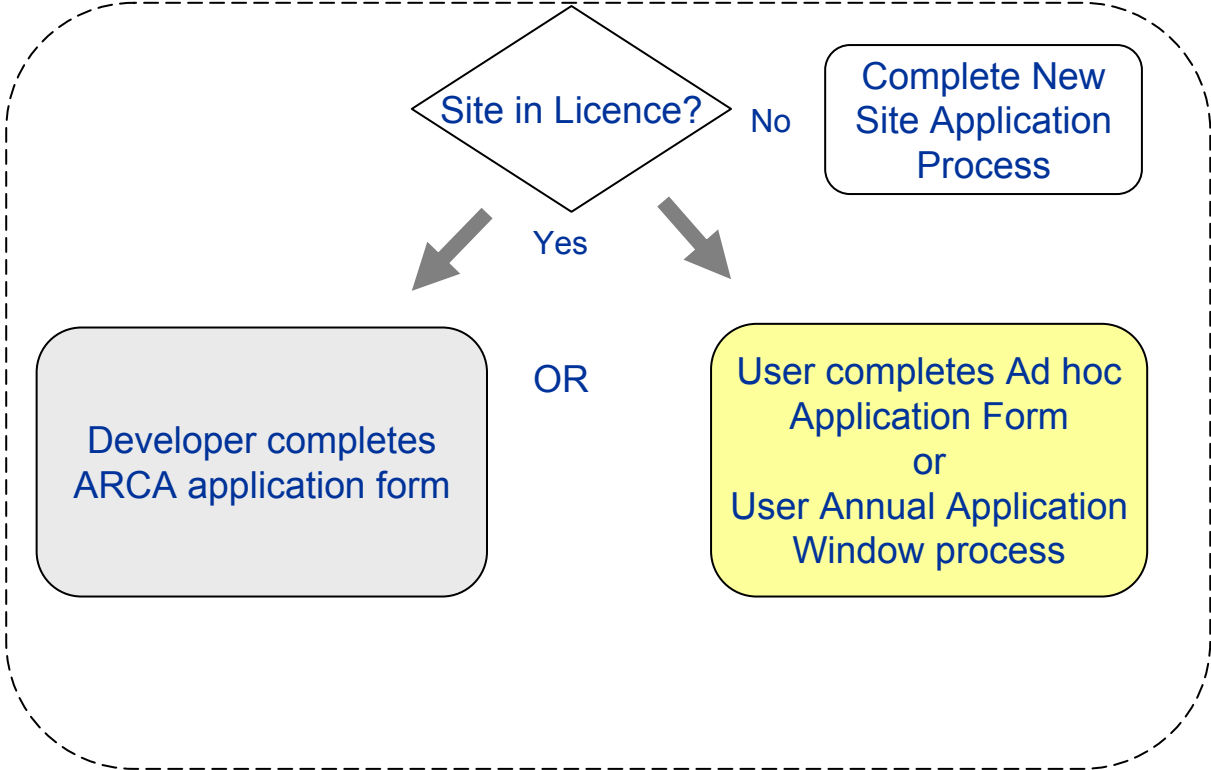 Site in Licence?
No
Complete New
Site Application
Process
Yes
Developer completes
ARCA application form
OR
User completes Ad hoc
Application Form
or
User Annual Application
Window process